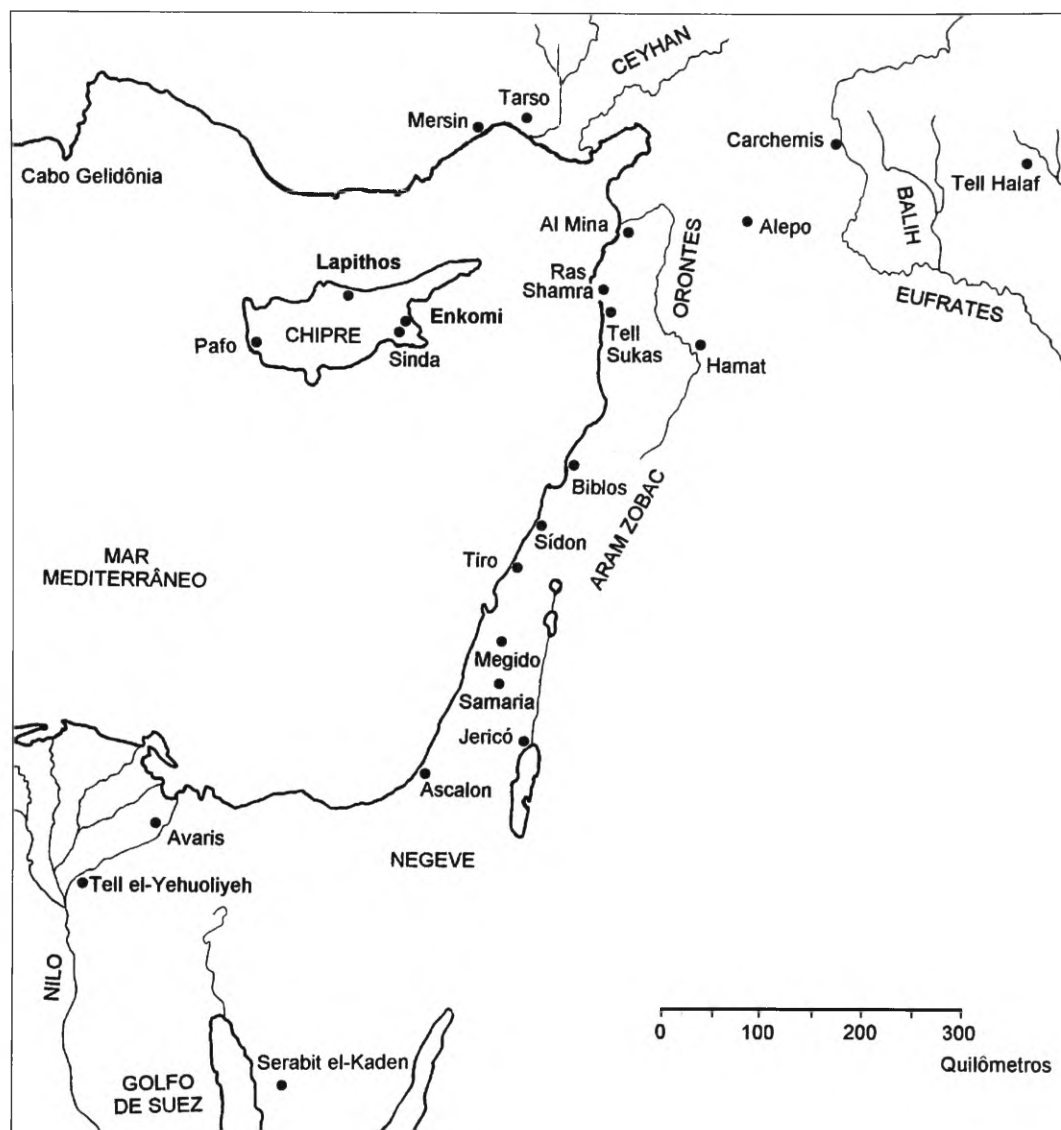 CEYHAN
Tarso
Mersin
Carchemis
Cabo Gelidônia
Tell Halaf
BALIH
Al Mina
Alepo
ORONTES
Lapithos
Ras
Shamra
EUFRATES
Enkomi
CHIPRE
Pafo
Sinda
Tell
Sukas
Hamat
Biblos
ARAM ZOBAC
Sídon
MAR
MEDITERRÂNEO
Tiro
Megido
Samaria
Jericó
Ascalon
Avaris
NEGEVE
Tell el-Yehuoliyeh
NILO
0 100 200 300
Quilômetros
Serabit el-Kaden
GOLFO
DE SUEZ